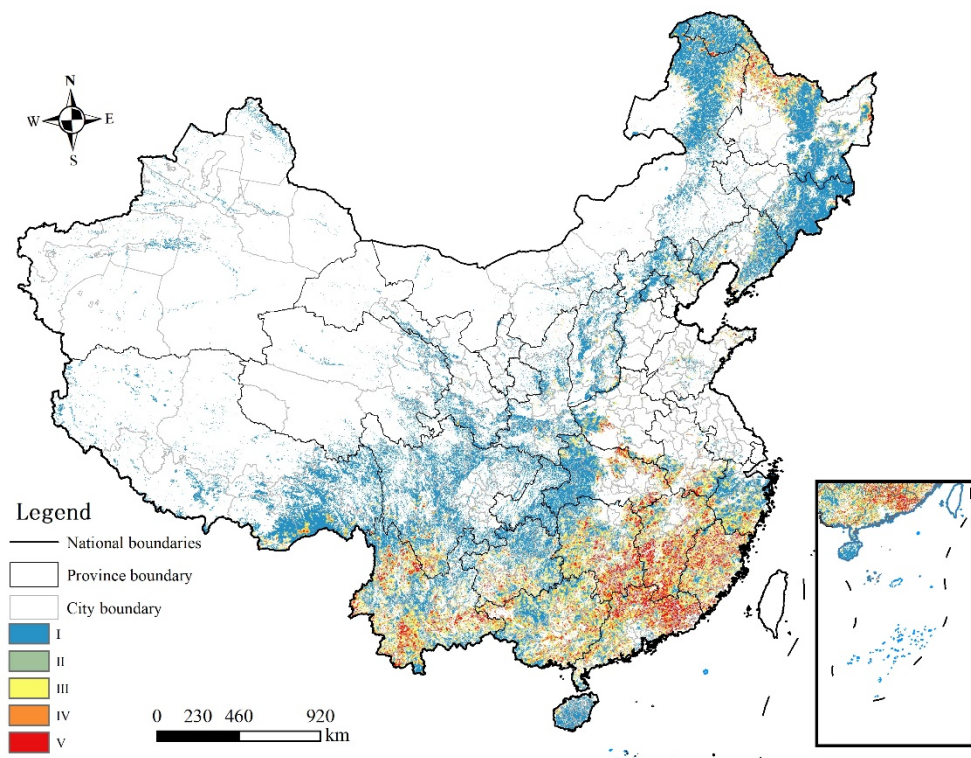 N
W E
S
Legend
National boundaries
Province boundary
City boundary
I
II
III
IV
V
0 230 460 920
km